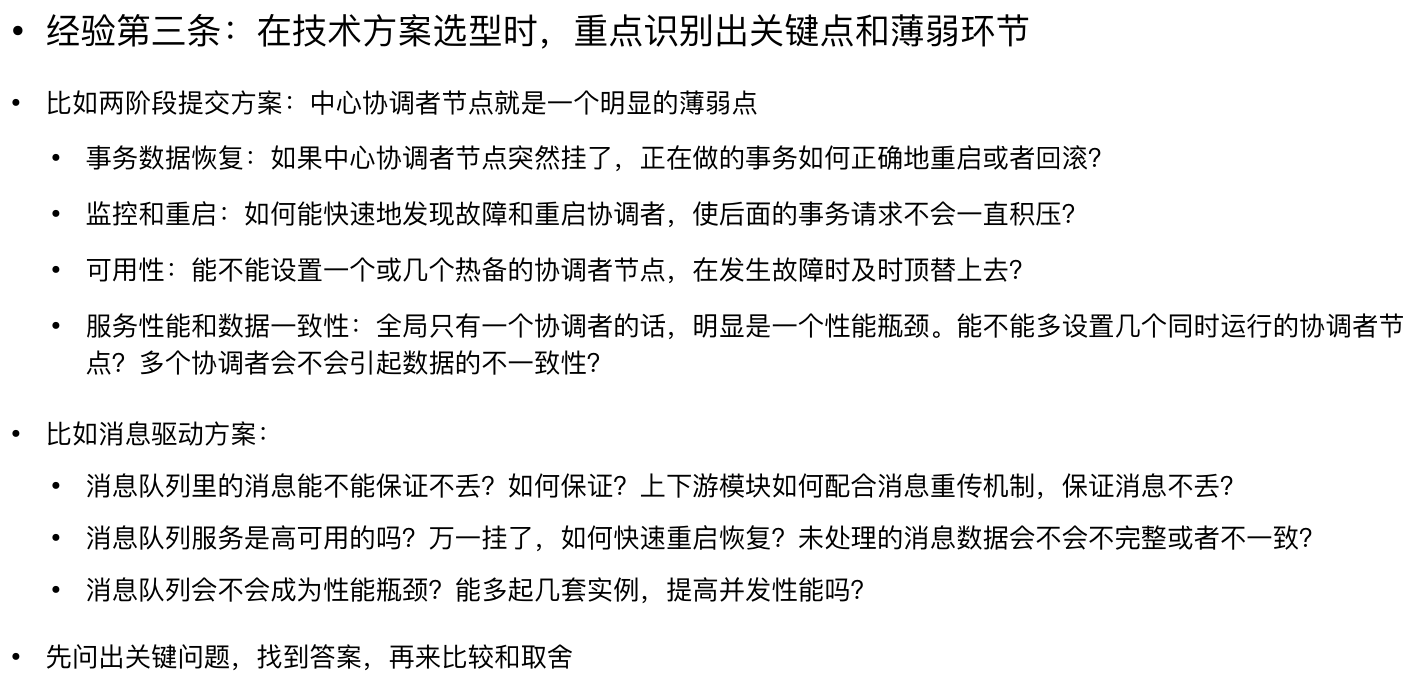 • 经验第三条：在技术方案选型时，重点识别出关键点和薄弱环节
• 比如两阶段提交方案：中心协调者节点就是一个明显的薄弱点
• 事务数据恢复：如果中心协调者节点突然挂了，正在做的事务如何正确地重启或者回滚？
• 监控和重启：如何能快速地发现故障和重启协调者，使后面的事务请求不会一直积压？
• 可用性：能不能设置一个或几个热备的协调者节点，在发生故障时及时顶替上去？
• 服务性能和数据一致性：全局只有一个协调者的话，明显是一个性能瓶颈。能不能多设置几个同时运行的协调者节
点？多个协调者会不会引起数据的不一致性？
• 比如消息驱动方案：
• 消息队列里的消息能不能保证不丢？如何保证？上下游模块如何配合消息重传机制，保证消息不丢？
• 消息队列服务是高可用的吗？万一挂了，如何快速重启恢复？未处理的消息数据会不会不完整或者不一致？
• 消息队列会不会成为性能瓶颈？能多起几套实例，提高并发性能吗？
• 先问出关键问题，找到答案，再来比较和取舍